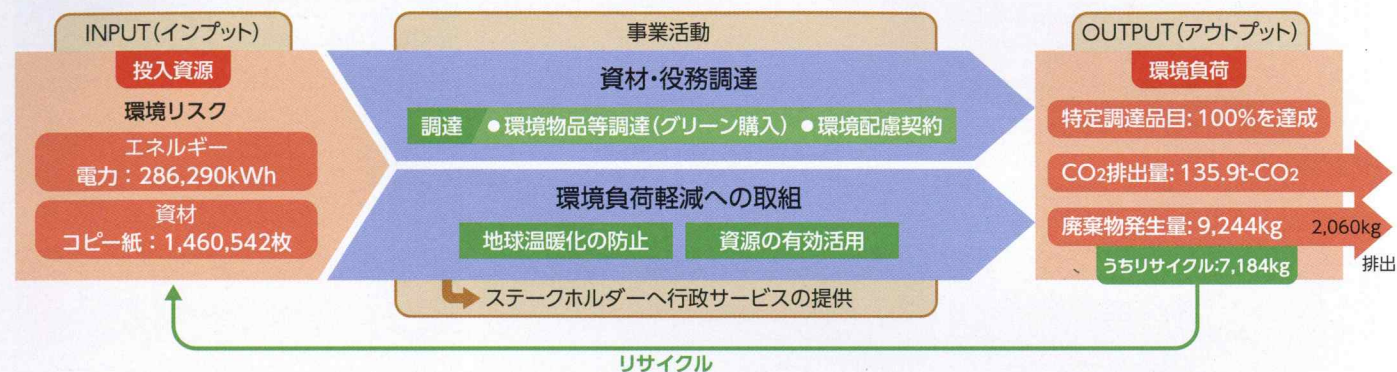 INPUT(インプット)
投入資源
環境リスク
エネルギー
電力：286,290kWh
資材
コピー紙：1,460,542枚
事業活動
資材・役務調達
調達 ●環境物品等調達(グリーン購入) ●環境配慮契約
環境負荷軽減への取組
地球温暖化の防止 資源の有効活用
ステークホルダーへ行政サービスの提供
OUTPUT(アウトプット)
環境負荷
特定調達品目: 100%を達成
CO2排出量: 135.9t-CO2
廃棄物発生量: 9,244kg 2,060kg
うちリサイクル:7,184kg 排出
リサイクル